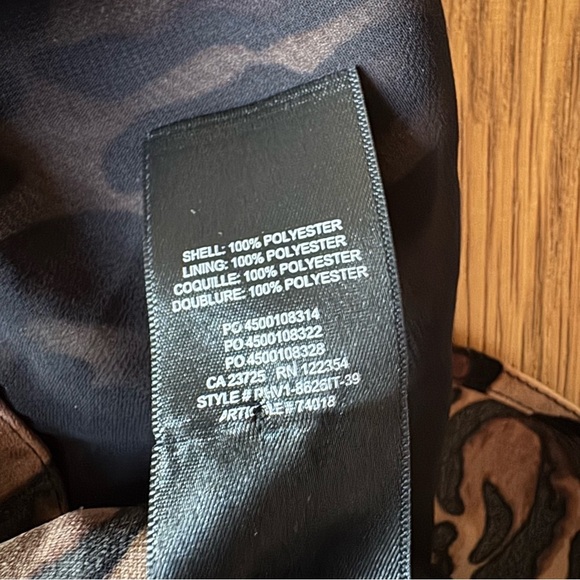 SHELL: 100% POLYESTER
LINING: 100% POLYESTER
COQUILLE: 100% POLYESTER
DOUBLURE: 100% POLYESTER
PO 4500108314
PO 4500108322
PO 4500108328
CA 23725 RN 122354
STYLE #
# 74018